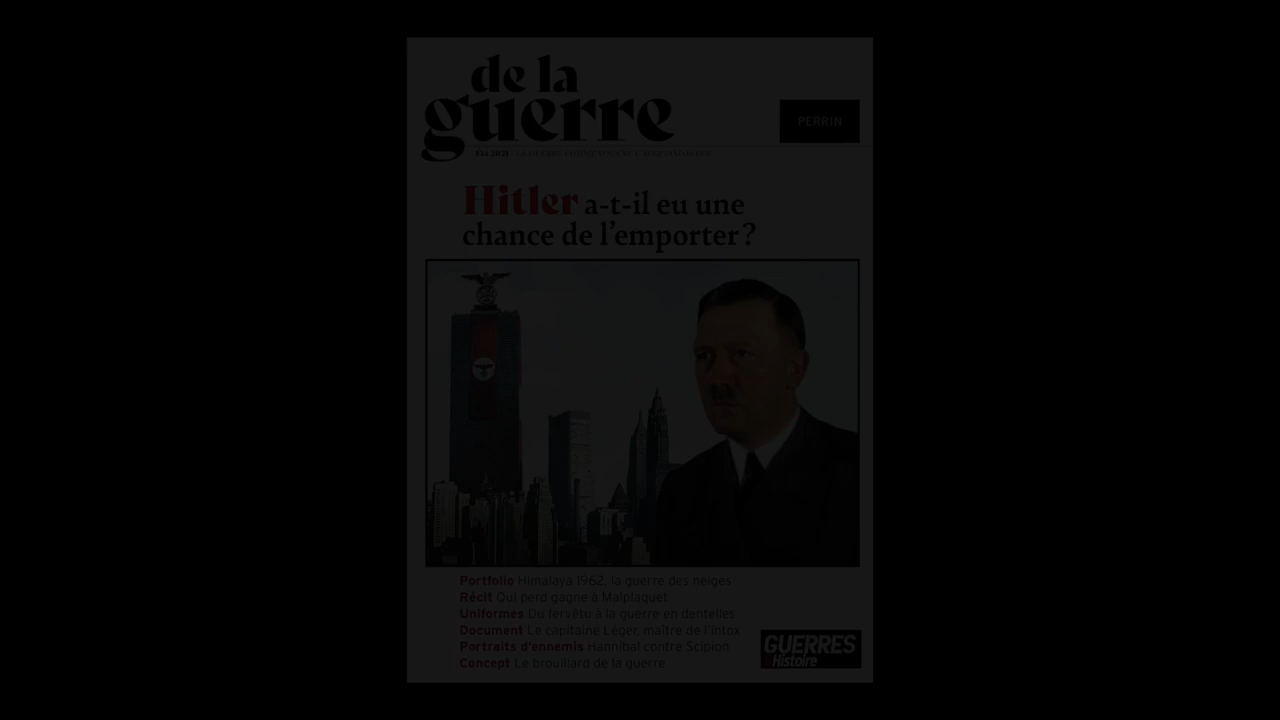 de la
guerre
PERRIN
Été 2021
Hitler a-t-il eu une
chance de l'emporter ?
Portfolio Himalaya 1962, la guerre des neiges
Récit Qui perd gagne à Malplaquet
Uniformes Du fervêtu à la guerre en dentelles
Document Le capitaine Léger, maître de l'intox
Portraits d'ennemis Hannibal contre Scipion
Concept Le brouillard de la guerre
GUERRES
& Histoire